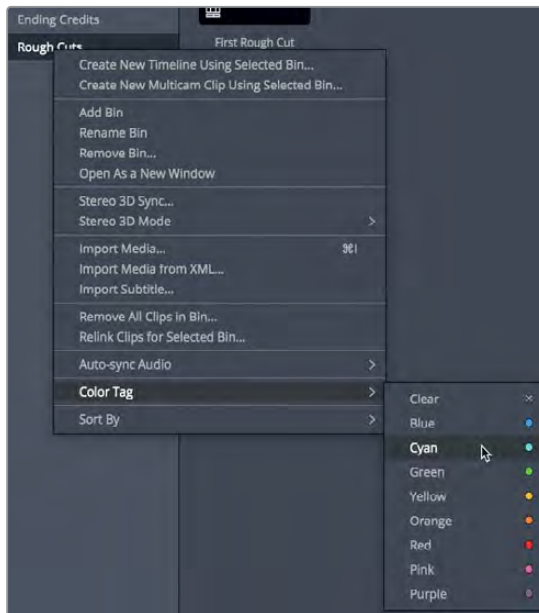 Ending Credits
Rough Cuts
First Rough Cut
Create New Timeline Using Selected Bin...
Create New Multicam Clip Using Selected Bin...
Add Bin
Rename Bin
Remove Bin...
Open As a New Window
Stereo 3D Sync...
Stereo 3D Mode >
Import Media... ⌘I
Import Media from XML...
Import Subtitle...
Remove All Clips in Bin...
Relink Clips for Selected Bin...
Auto-sync Audio >
Color Tag >
Sort By >
Clear ×
Blue
Cyan
Green
Yellow
Orange
Red
Pink
Purple